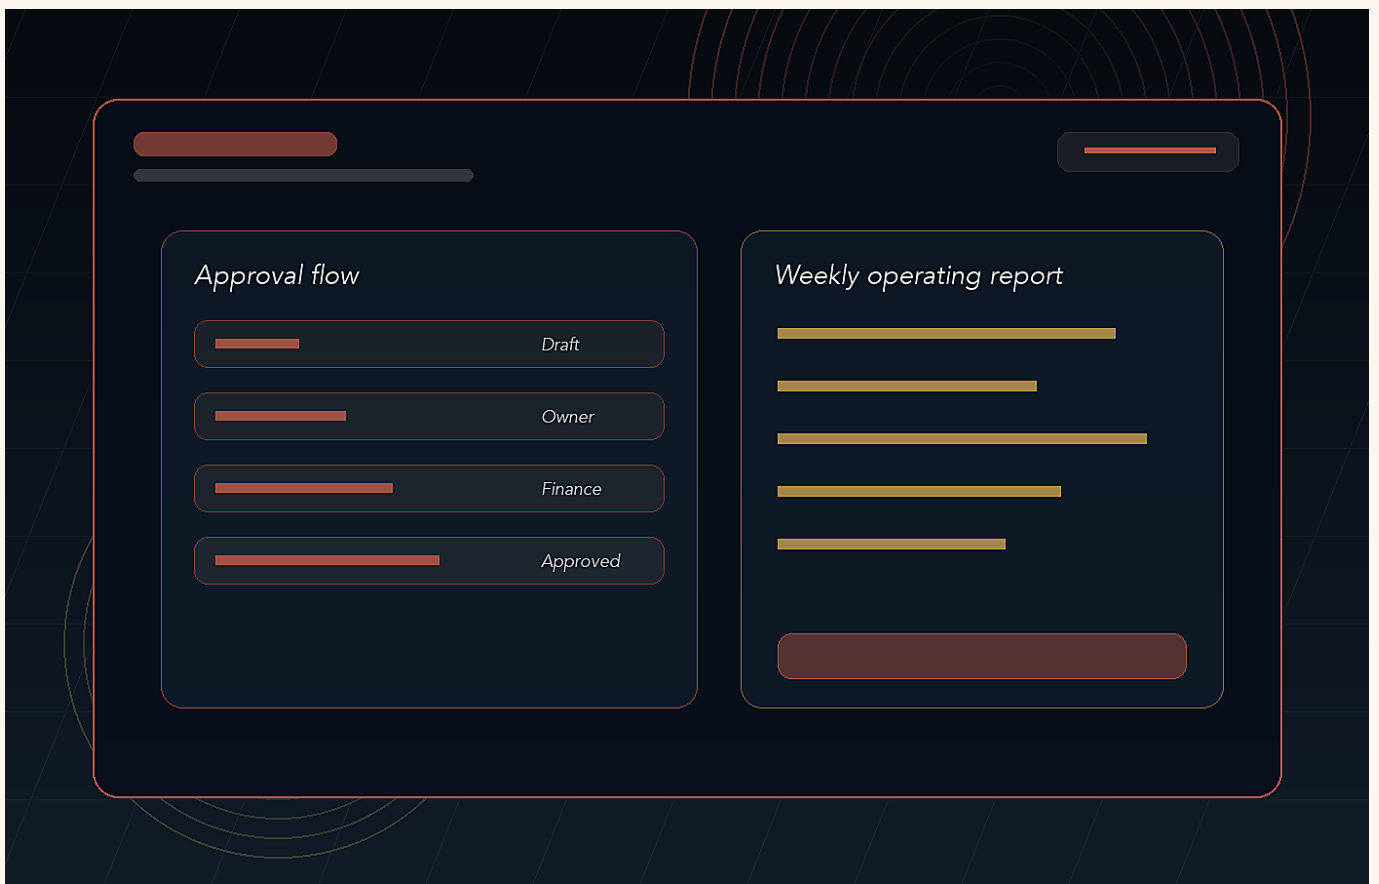 Approval flow
Draft
Owner
Finance
Approved
Weekly operating report